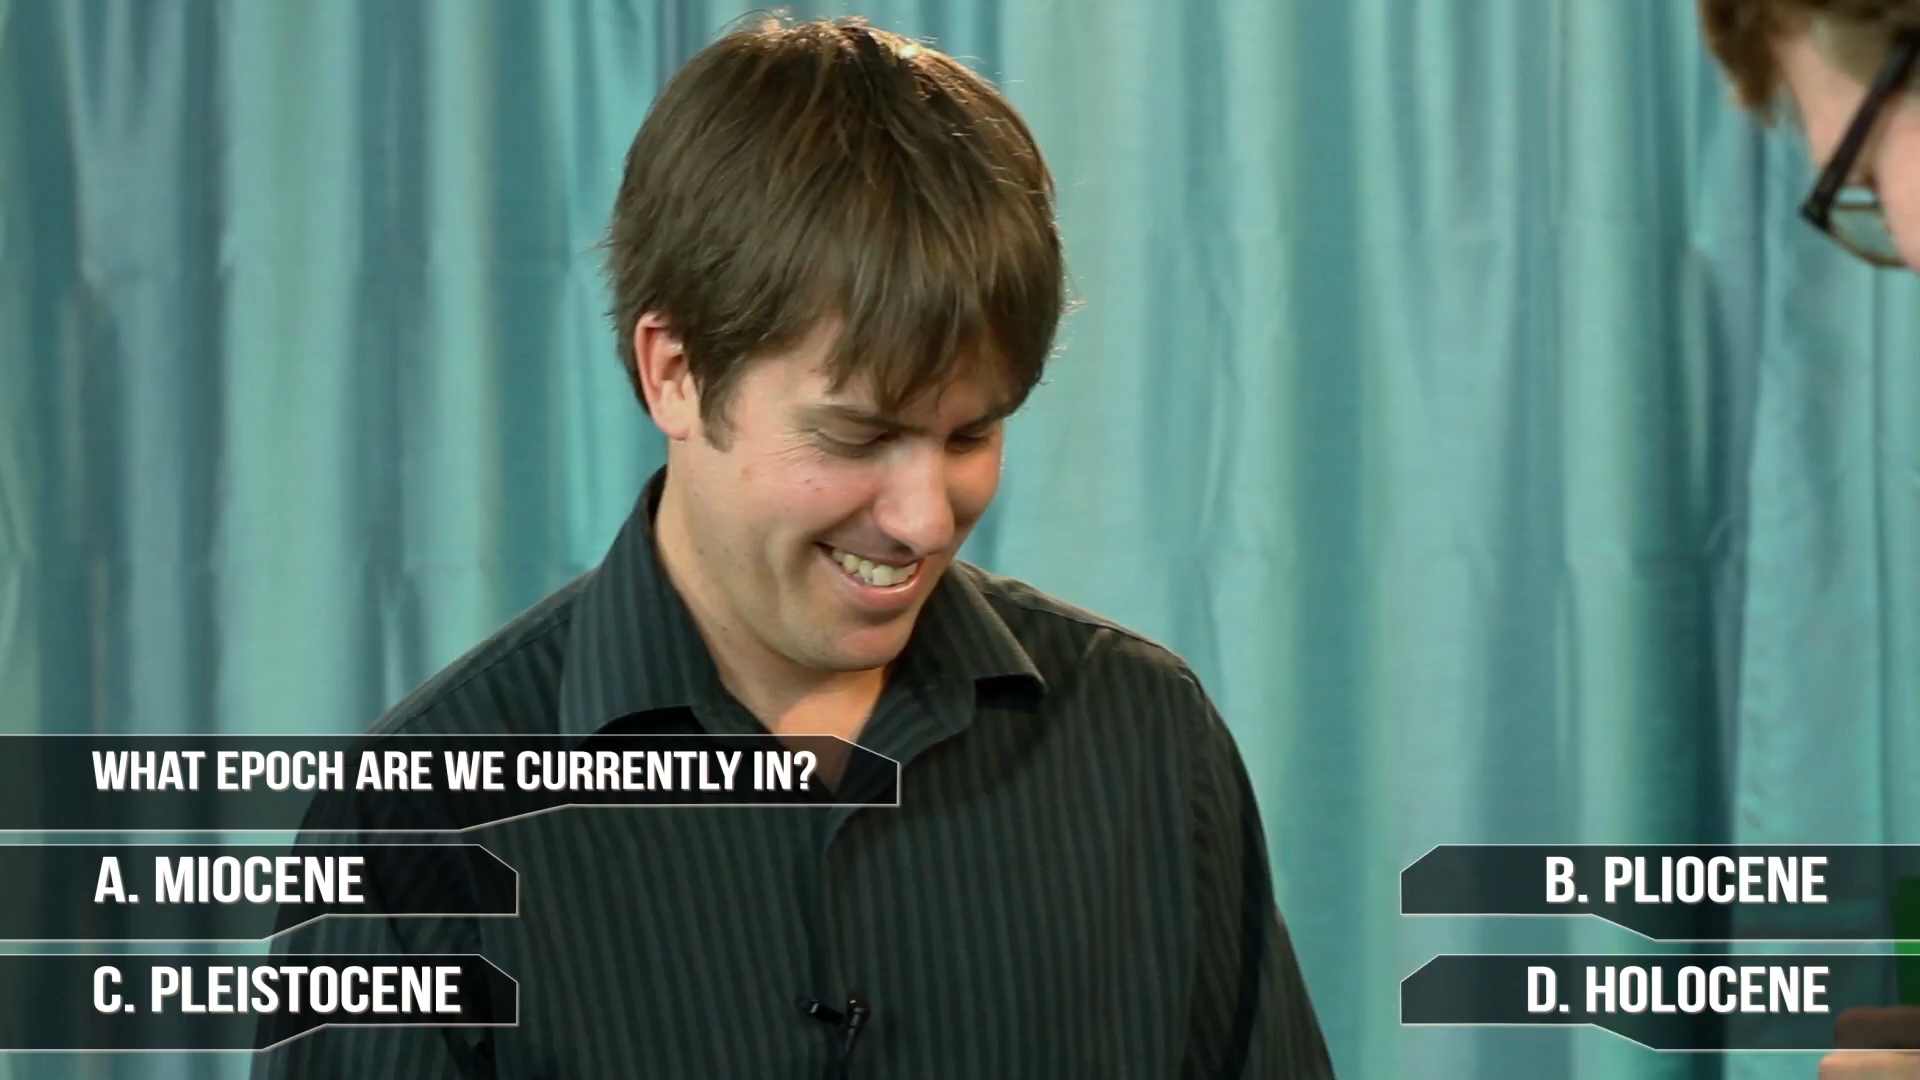 WHAT EPOCH ARE WE CURRENTLY IN?
A. MIOCENE
B. PLIOCENE
C. PLEISTOCENE
D. HOLOCENE